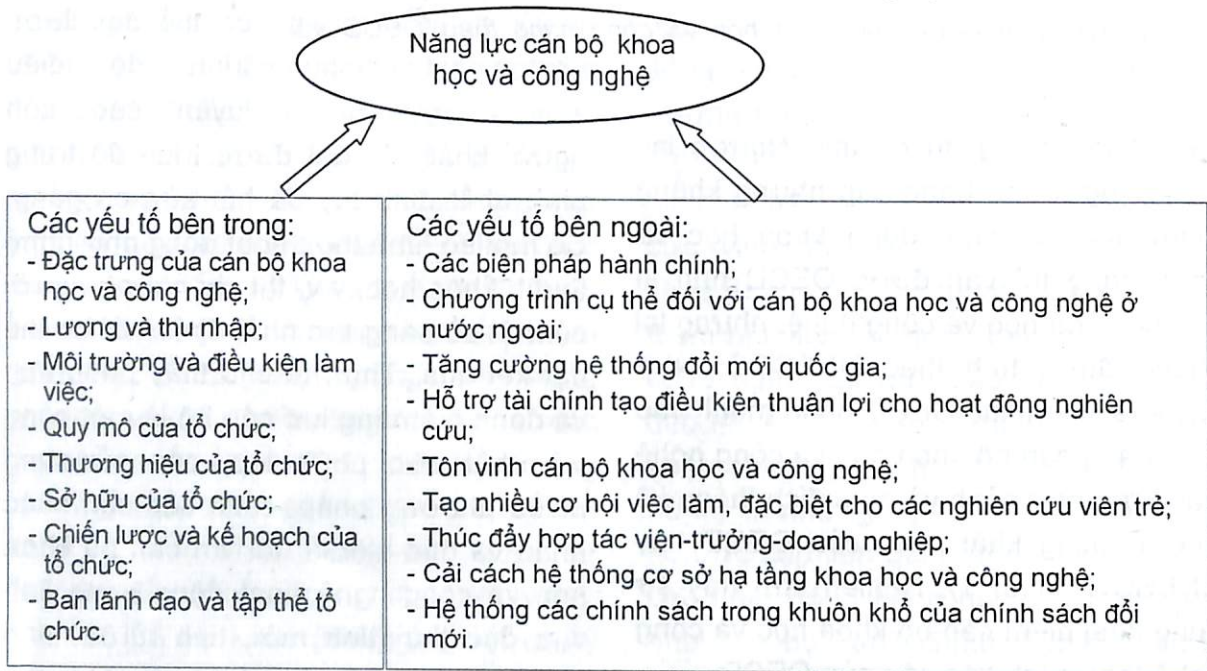 Năng lực cán bộ khoa
học và công nghệ
Các yếu tố bên trong:
- Đặc trưng của cán bộ khoa
học và công nghệ;
- Lương và thu nhập;
- Môi trường và điều kiện làm
việc;
- Quy mô của tổ chức;
- Thương hiệu của tổ chức;
- Sở hữu của tổ chức;
- Chiến lược và kế hoạch của
tổ chức;
- Ban lãnh đạo và tập thể tổ
chức.
Các yếu tố bên ngoài:
- Các biện pháp hành chính;
- Chương trình cụ thể đối với cán bộ khoa học và công nghệ ở
nước ngoài;
- Tăng cường hệ thống đổi mới quốc gia;
- Hỗ trợ tài chính tạo điều kiện thuận lợi cho hoạt động nghiên
cứu;
- Tôn vinh cán bộ khoa học và công nghệ;
- Tạo nhiều cơ hội việc làm, đặc biệt cho các nghiên cứu viên trẻ;
- Thúc đẩy hợp tác viện-trường-doanh nghiệp;
- Cải cách hệ thống cơ sở hạ tầng khoa học và công nghệ;
- Hệ thống các chính sách trong khuôn khổ của chính sách đổi
mới.